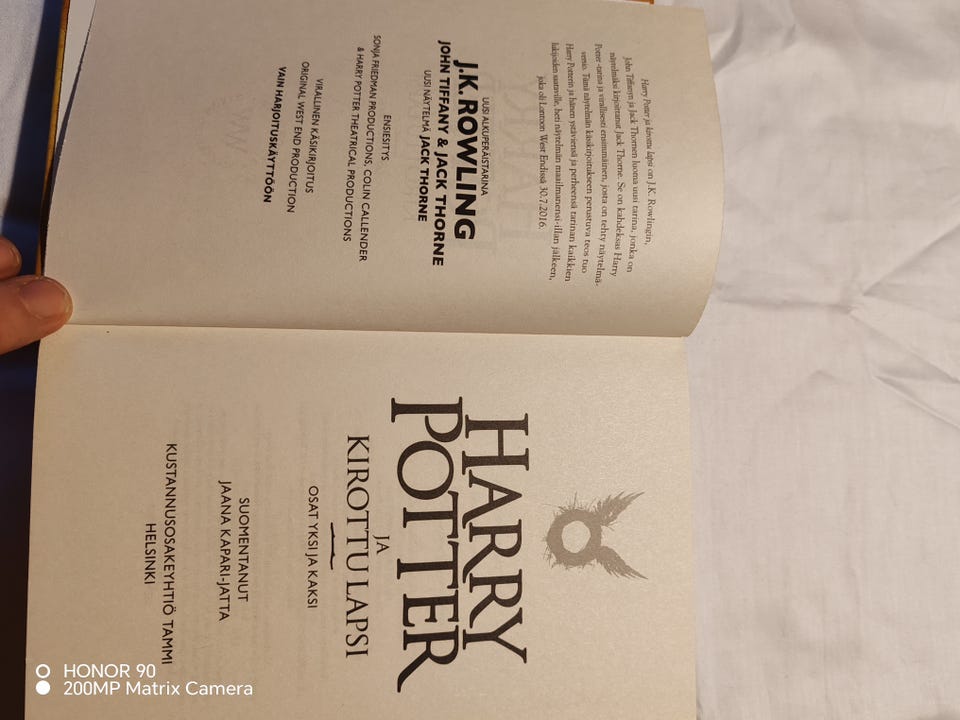 Harry Potter ja kirottu lapsi on J.K. Rowlingin,
John Tiffanyn ja Jack Thornen luoma uusi tarina, jonka on
näytelmäksi kirjoittanut Jack Thorne. Se on kahdeksas Harry
Potter -tarina ja virallisesti ensimmäinen, josta on tehty näytelmä-
versio. Tämä näytelmän käsikirjoitukseen perustuva teos tuo
Harry Potterin ja hänen ystäviensä ja perheensä tarinan kaikkien
lukijoiden saataville, heti näytelmän maailmanensi-illan jälkeen,
joka oli Lontoon West Endissä 30.7.2016.
UUSI ALKUPERÄISTARINA
J.K. ROWLING
JOHN TIFFANY & JACK THORNE
UUSI NÄYTELMÄ JACK THORNE
ENSIESITYS
SONIA FRIEDMAN PRODUCTIONS, COLIN CALLENDER
& HARRY POTTER THEATRICAL PRODUCTIONS
VIRALLINEN KÄSIKIRJOITUS
ORIGINAL WEST END PRODUCTION
VAIN HARJOITUSKÄYTTÖÖN
HARRY
POTTER
JA
KIROTTU LAPSI
OSAT YKSI JA KAKSI
SUOMENTANUT
JAANA KAPARI-JATTA
KUSTANNUSOSAKEYHTIÖ TAMMI
HELSINKI
HONOR 90
200MP Matrix Camera